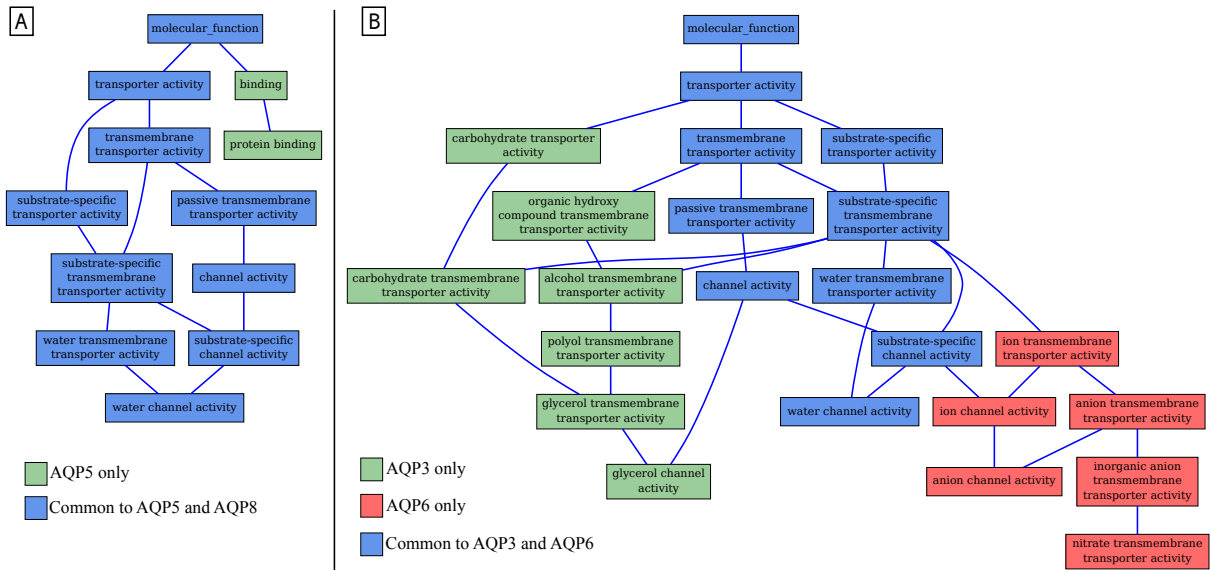 A
molecular_function
transporter activity
binding
transmembrane
transporter activity
protein binding
substrate-specific
transporter activity
passive transmembrane
transporter activity
substrate-specific
transmembrane
transporter activity
channel activity
water transmembrane
transporter activity
substrate-specific
channel activity
water channel activity
AQP5 only
Common to AQP5 and AQP8
B
molecular_function
transporter activity
carbohydrate transporter
activity
transmembrane
transporter activity
substrate-specific
transporter activity
organic hydroxy
compound transmembrane
transporter activity
passive transmembrane
transporter activity
substrate-specific
transmembrane
transporter activity
carbohydrate transmembrane
transporter activity
alcohol transmembrane
transporter activity
channel activity
water transmembrane
transporter activity
polyol transmembrane
transporter activity
substrate-specific
channel activity
ion transmembrane
transporter activity
glycerol transmembrane
transporter activity
water channel activity
ion channel activity
anion transmembrane
transporter activity
glycerol channel
activity
anion channel activity
inorganic anion
transmembrane
transporter activity
nitrate transmembrane
transporter activity
AQP3 only
AQP6 only
Common to AQP3 and AQP6